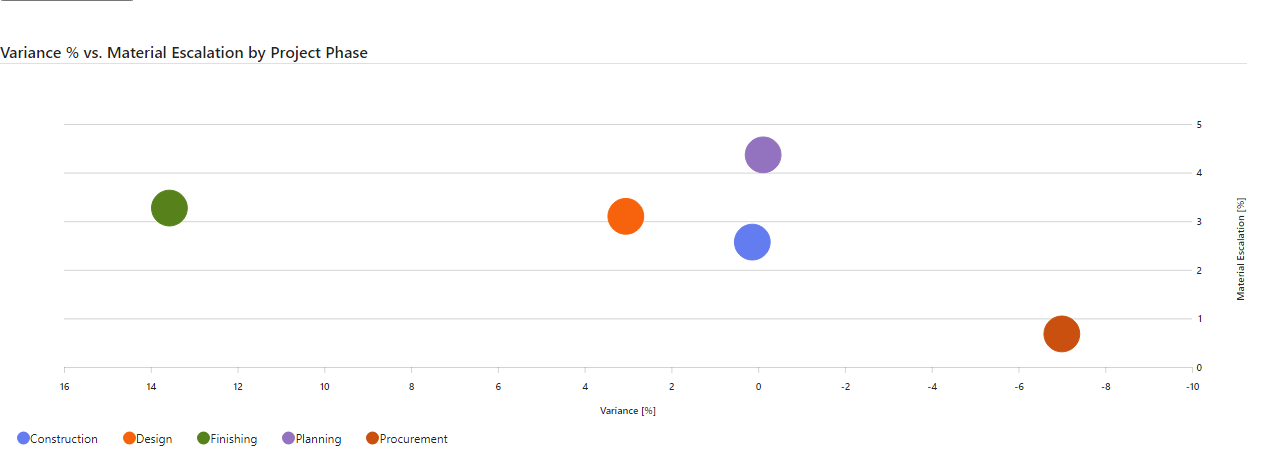 Variance % vs. Material Escalation by Project Phase
5
4
3
2
1
0
Material Escalation [%]
16 14 12 10 8 6 4 2 0 -2 -4 -6 -8 -10
Variance [%]
Construction Design Finishing Planning Procurement